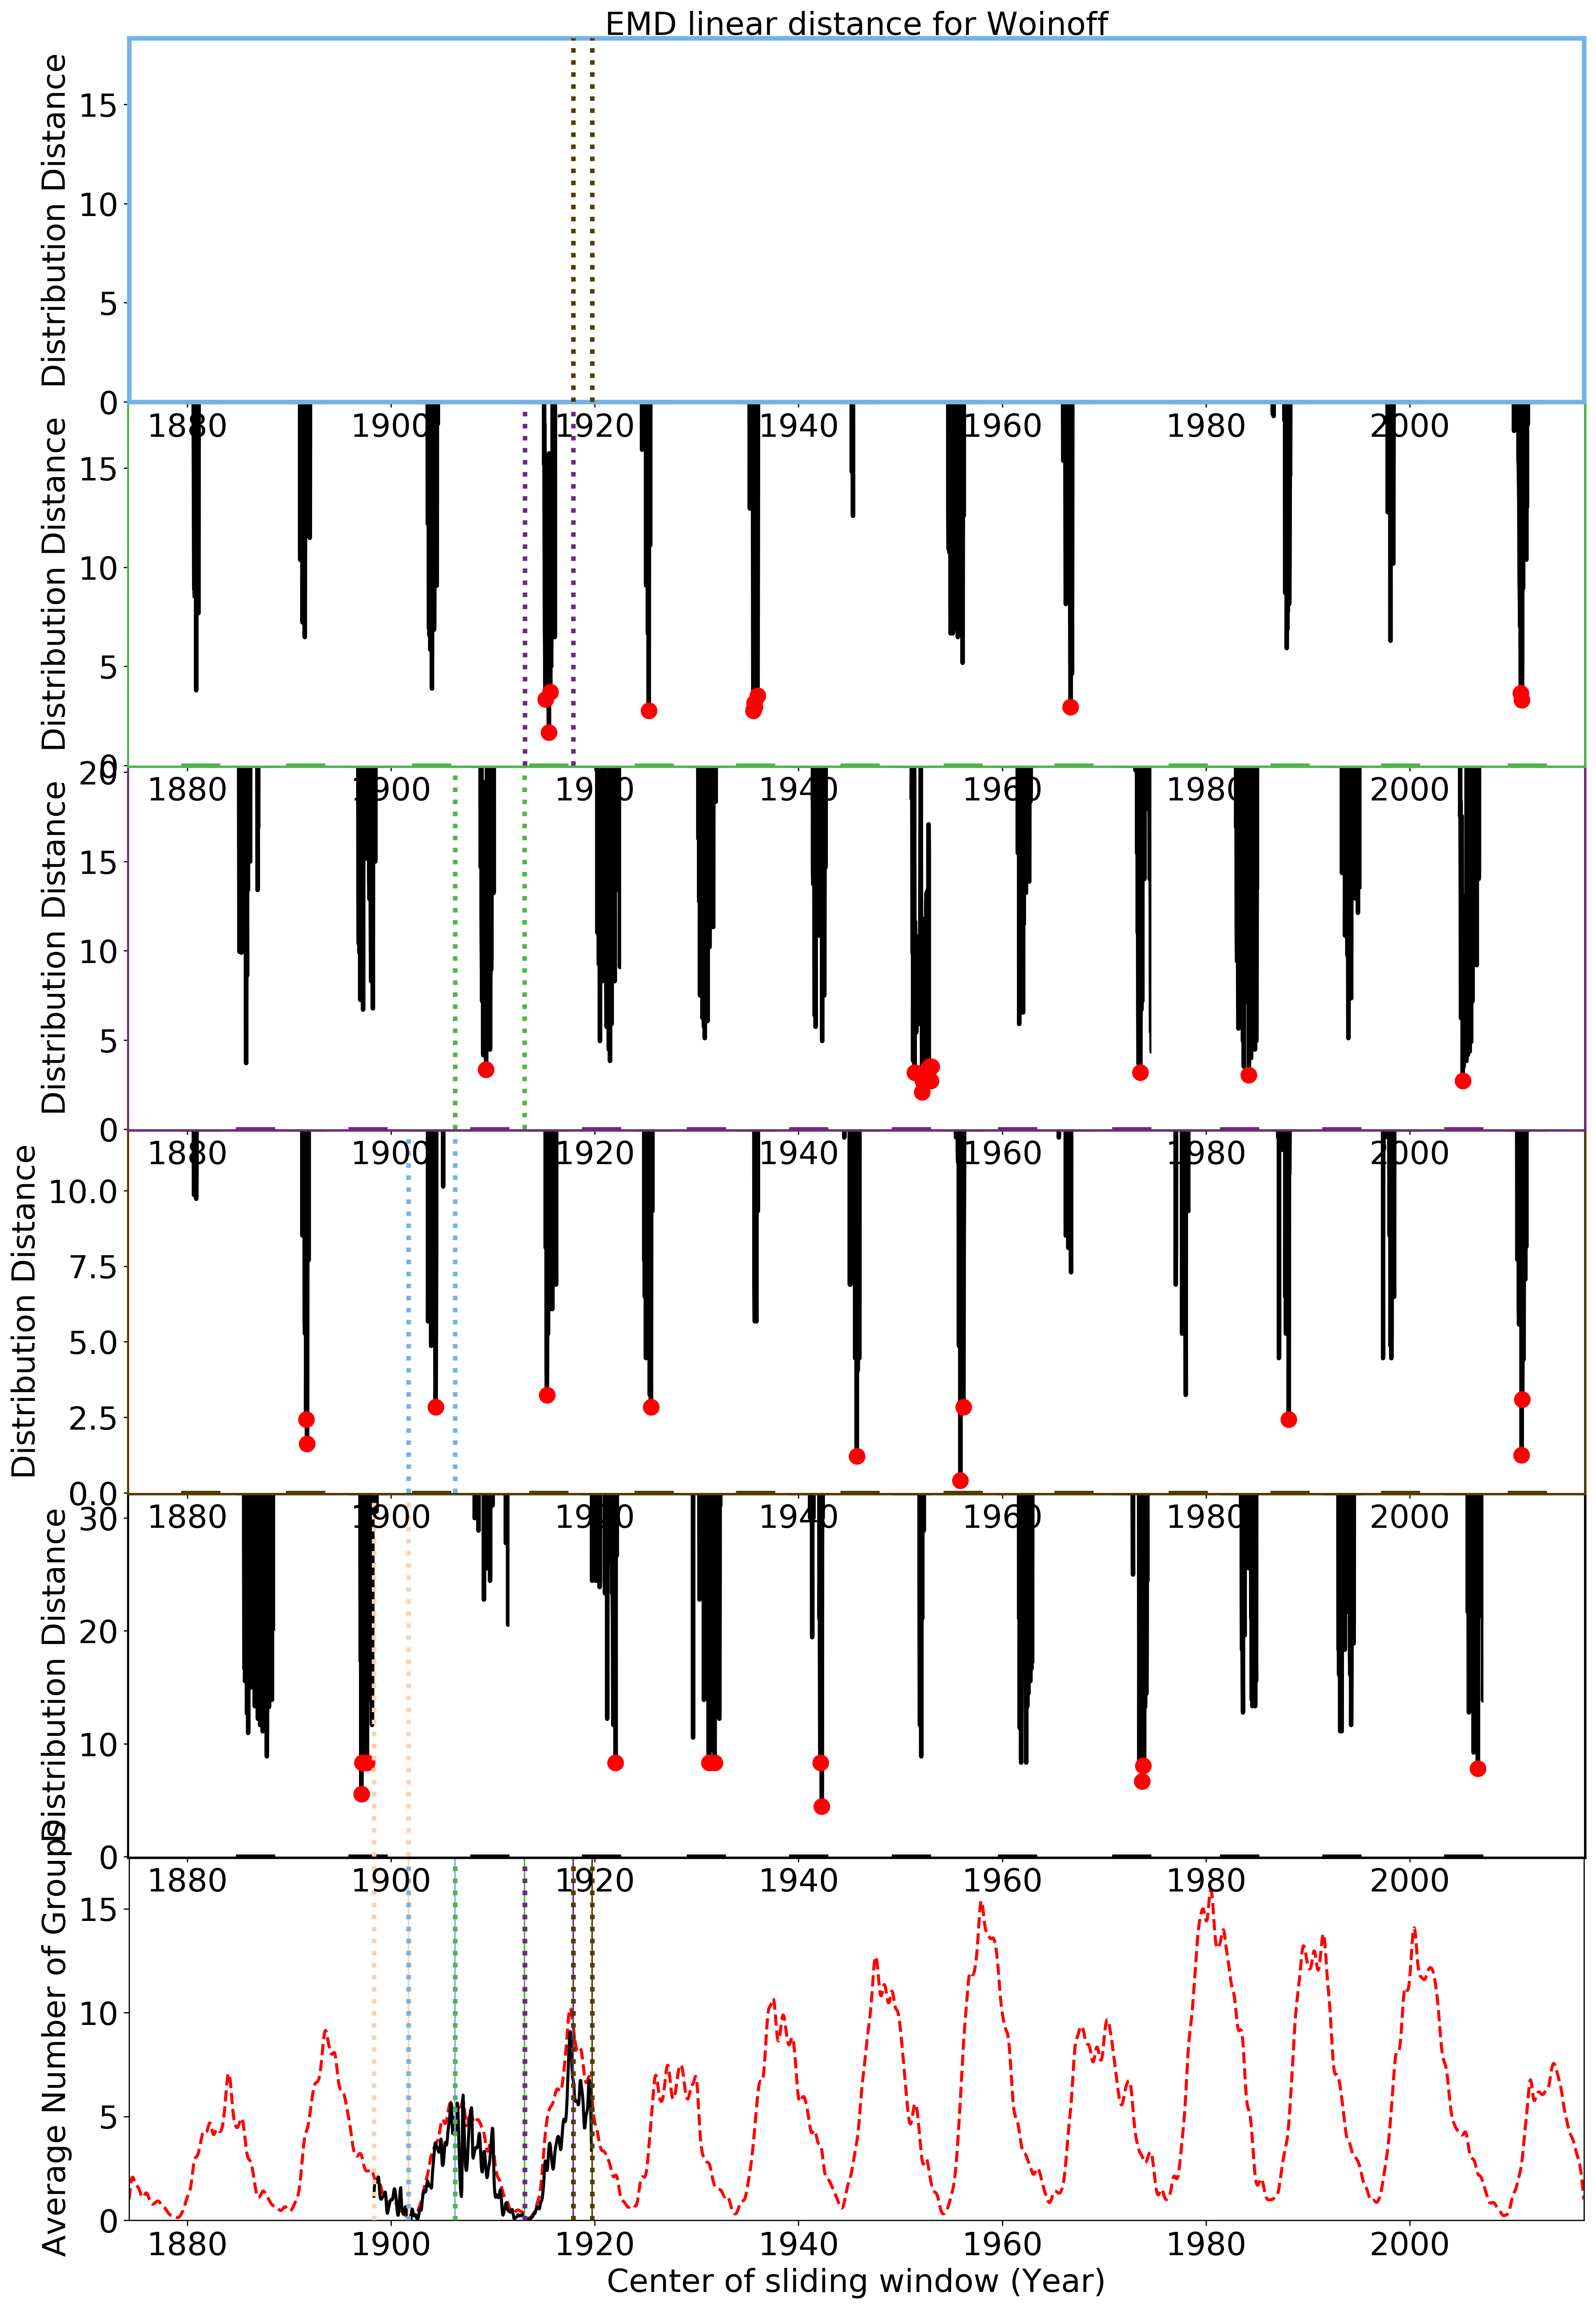 EMD linear distance for Woinoff
Distribution Distance
15
10
5
0
1880 1900 1920 1940 1960 1980 2000
Distribution Distance
15
10
5
0
20
1880 1900 1920 1940 1960 1980 2000
Distribution Distance
15
10
5
0
1880 1900 1920 1940 1960 1980 2000
Distribution Distance
10.0
7.5
5.0
2.5
0.0
30
1880 1900 1920 1940 1960 1980 2000
Distribution Distance
20
10
0
1880 1900 1920 1940 1960 1980 2000
Average Number of Groups
15
10
5
0
1880 1900 1920 1940 1960 1980 2000
Center of sliding window (Year)